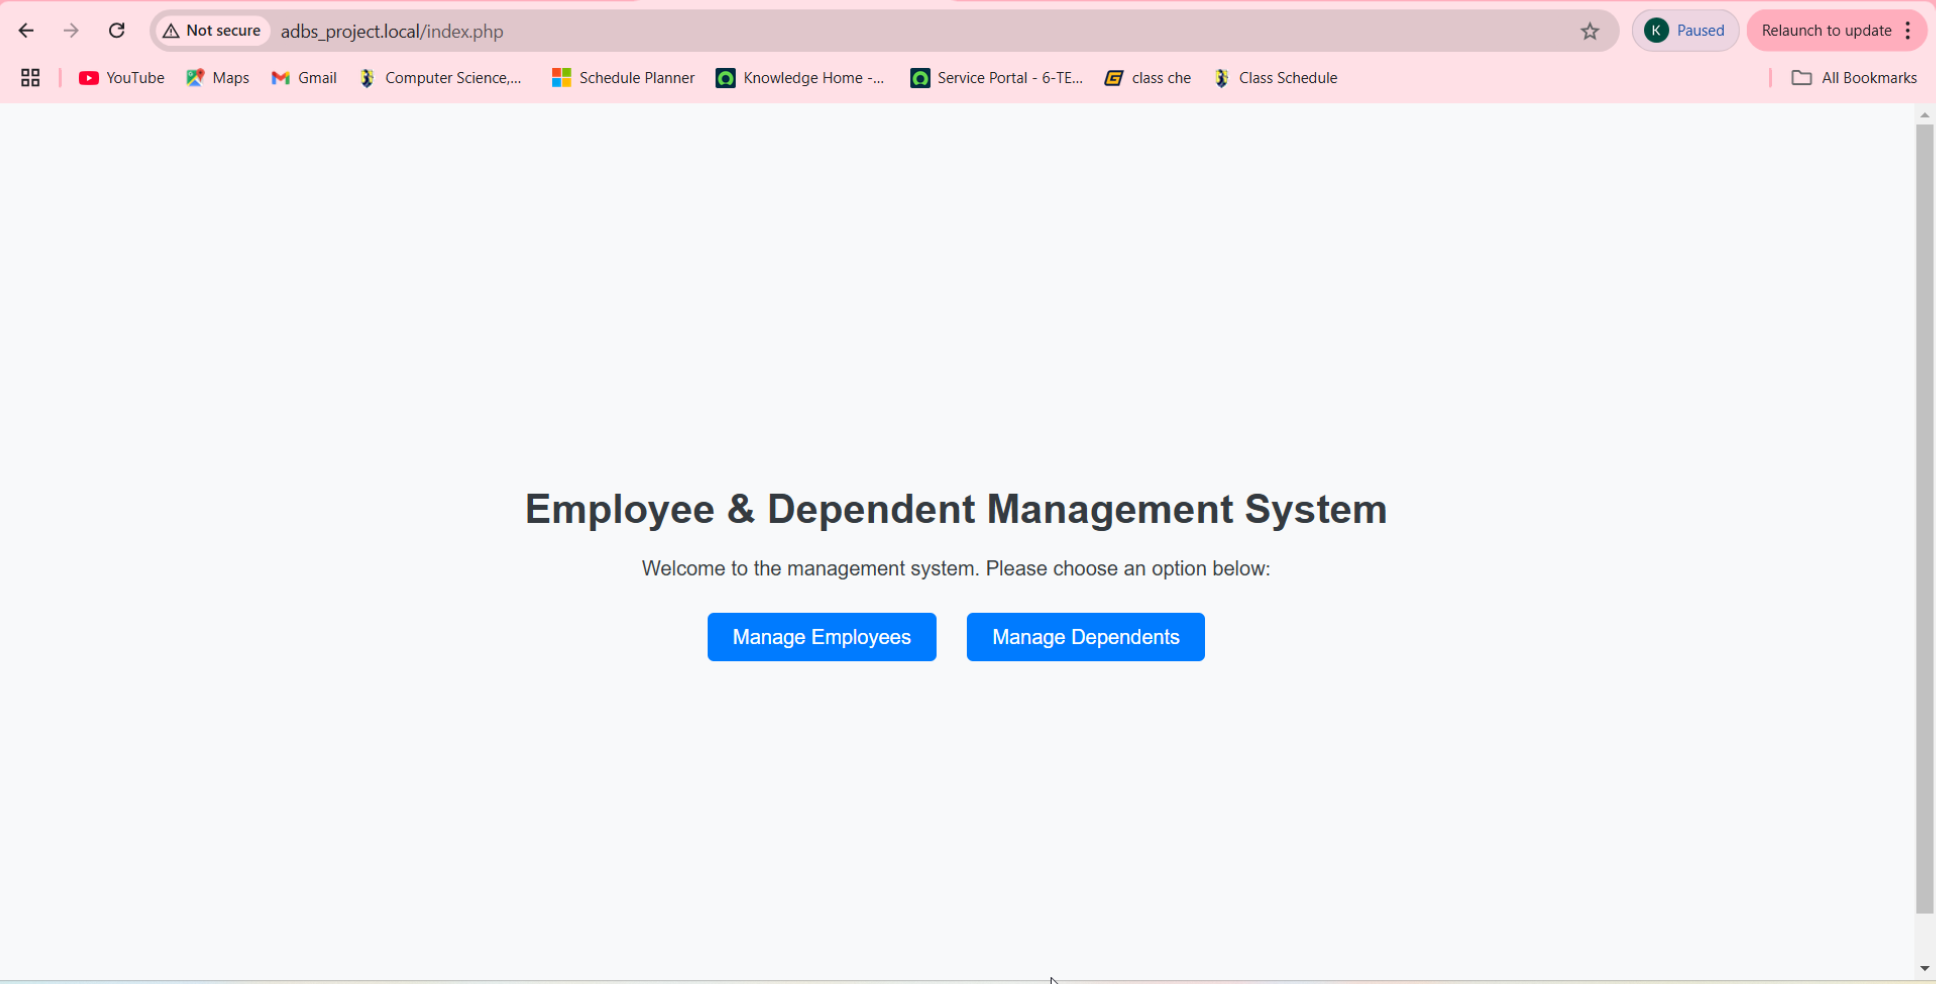 Not secure adbs_project.local/index.php K Paused Relaunch to update
YouTube Maps Gmail Computer Science,... Schedule Planner Knowledge Home -... Service Portal - 6-TE... class che Class Schedule All Bookmarks
Employee & Dependent Management System
Welcome to the management system. Please choose an option below:
Manage Employees Manage Dependents